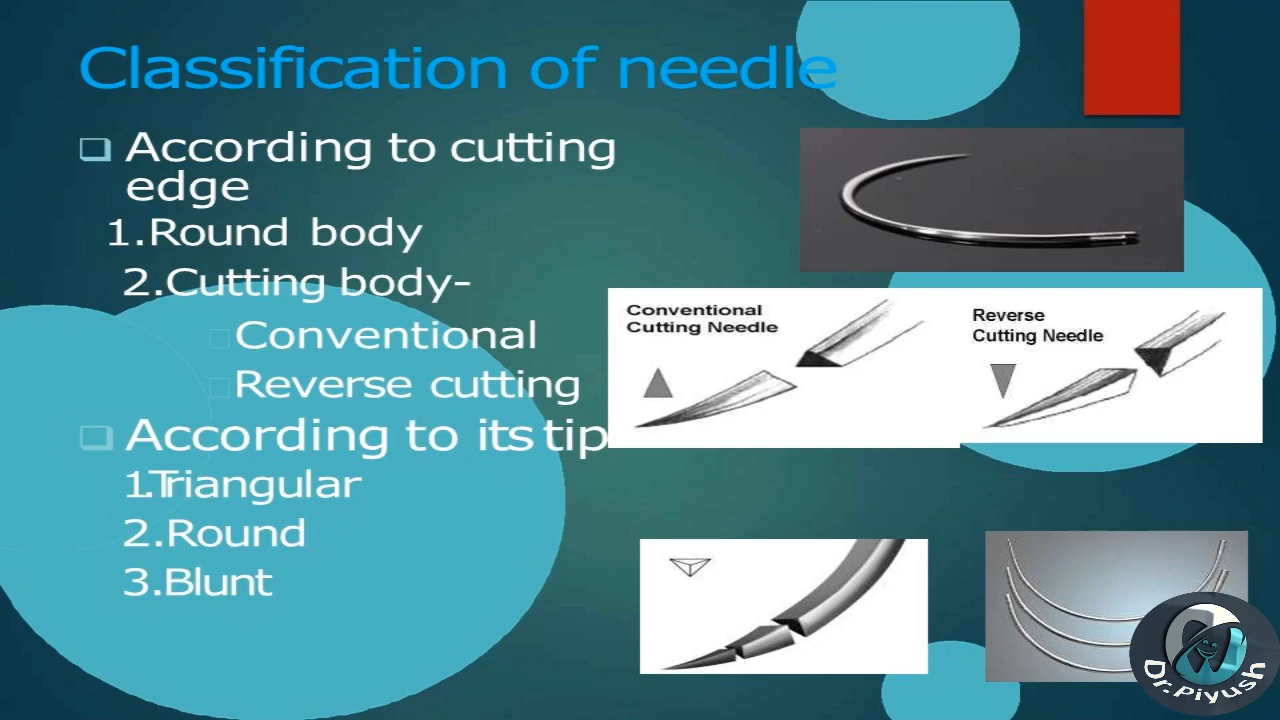 Classification of needle
❑ According to cutting
edge
1.Round body
2.Cutting body-
□Conventional
□Reverse cutting
❑ According to its tip
1.Triangular
2.Round
3.Blunt
Conventional
Cutting Needle
Reverse
Cutting Needle
Dr.Piyush